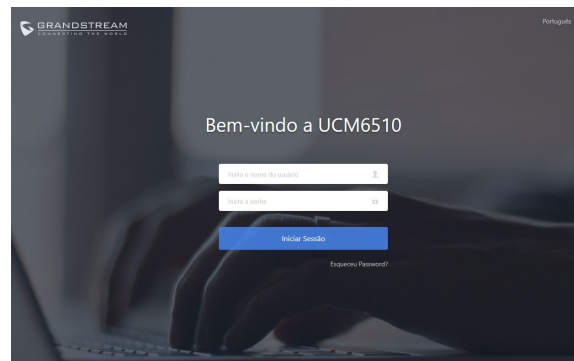 GRANDSTREAM
CONNECTING THE WORLD
Português
Bem-vindo a UCM6510
Insira o nome do usuário
Insira a senha
Iniciar Sessão
Esqueceu Password?